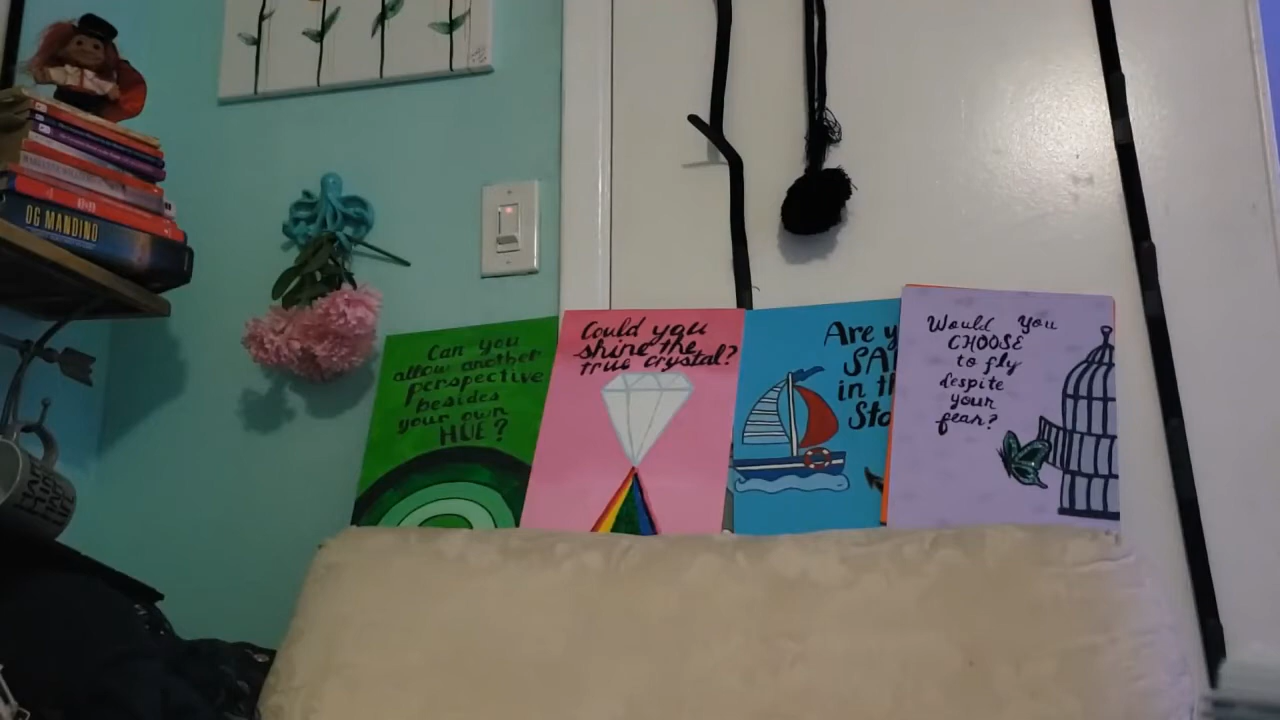 OG MANDINO
Can you
allow another
perspective
besides
your own
HUE?
Could you
shine the
true crystal?
Are y
SA
in th
Sto
Would you
CHOOSE
to fly
despite
your
fear?